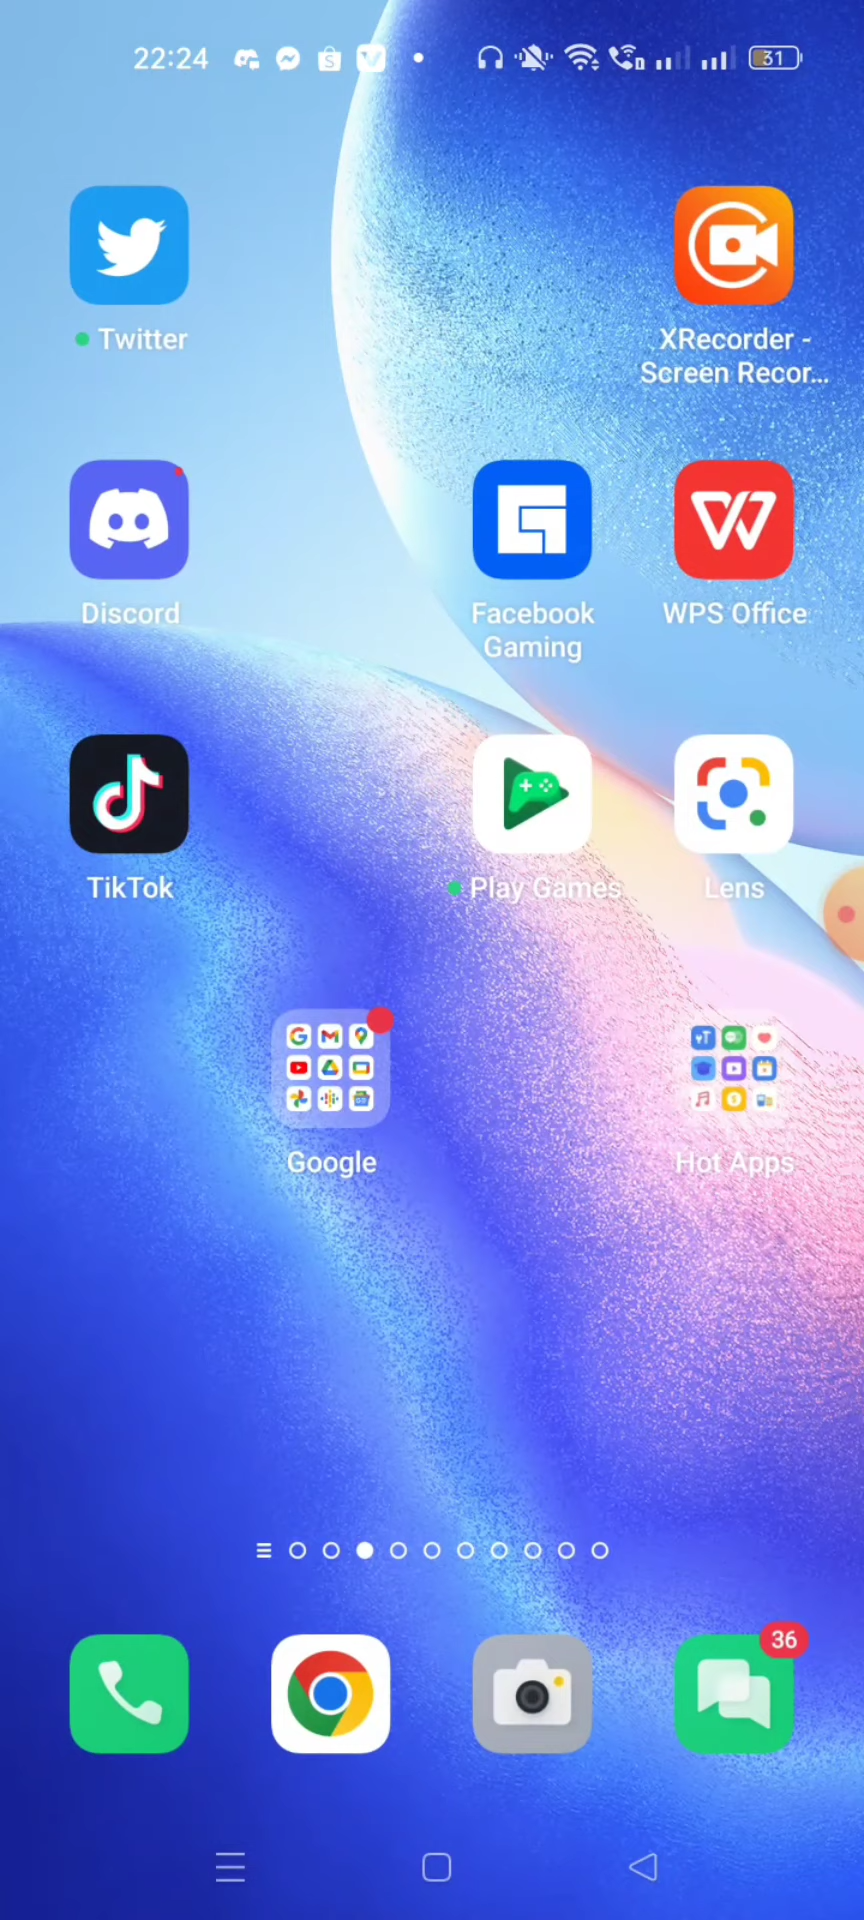 22:24
31
Twitter
XRecorder -
Screen Recor...
Discord
Facebook
Gaming
WPS Office
TikTok
Play Games
Lens
Google
Hot Apps
36